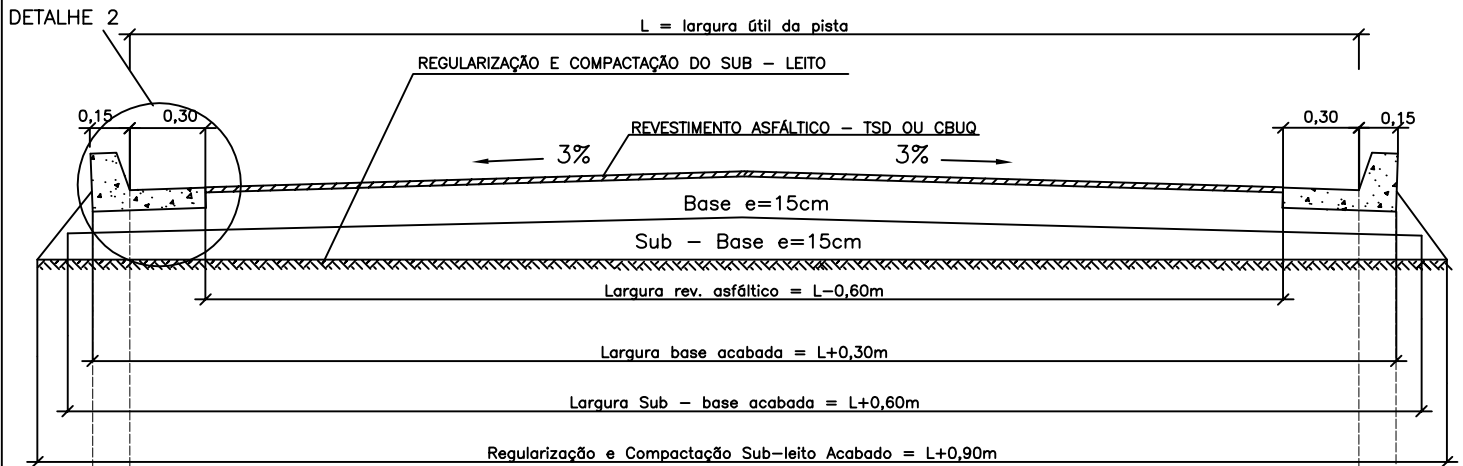 DETALHE 2
L = largura útil da pista
REGULARIZAÇÃO E COMPACTAÇÃO DO SUB - LEITO
0,15
0,30
0,30
0,15
REVESTIMENTO ASFÁLTICO - TSD OU CBUQ
3%
3%
Base e=15cm
Sub - Base e=15cm
Largura rev. asfáltico = L-0,60m
Largura base acabada = L+0,30m
Largura Sub - base acabada = L+0,60m
Regularização e Compactação Sub-leito Acabado = L+0,90m